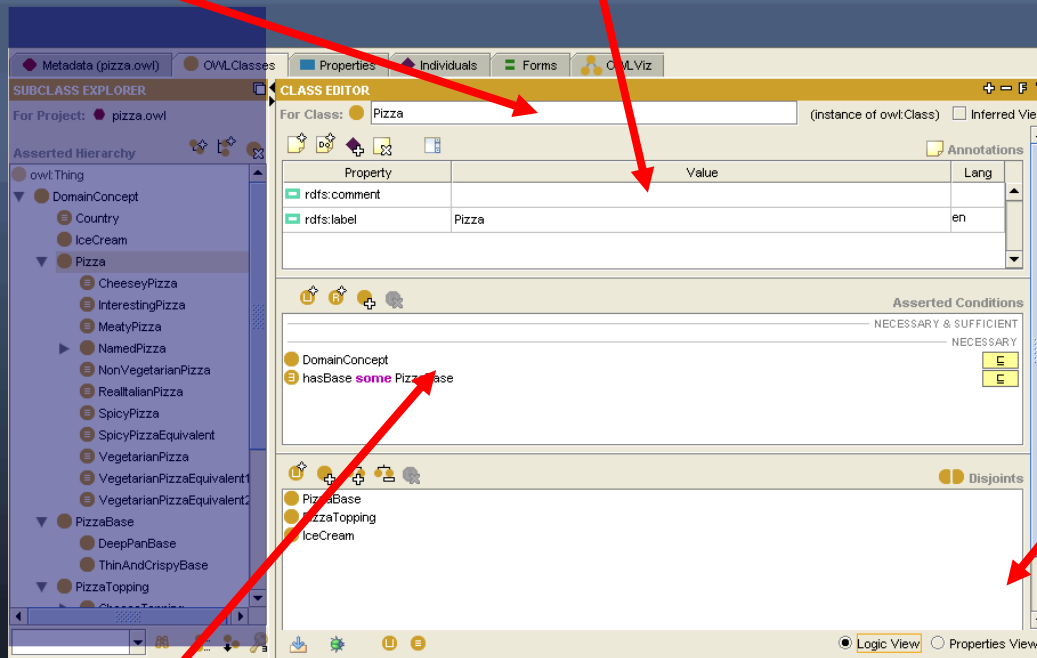 Metadata (pizza.owl) OWLClasses Properties Individuals Forms OWLViz
SUBCLASS EXPLORER
For Project: pizza.owl
Asserted Hierarchy
owl:Thing
DomainConcept
Country
IceCream
Pizza
CheeseyPizza
InterestingPizza
MeatyPizza
NamedPizza
NonVegetarianPizza
RealItalianPizza
SpicyPizza
SpicyPizzaEquivalent
VegetarianPizza
VegetarianPizzaEquivalent1
VegetarianPizzaEquivalent2
PizzaBase
DeepPanBase
ThinAndCrispyBase
PizzaTopping
CLASS EDITOR
For Class: Pizza (instance of owl:Class) Inferred Vie
Annotations
Property Value Lang
rdfs:comment
rdfs:label Pizza en
Asserted Conditions
NECESSARY & SUFFICIENT
NECESSARY
DomainConcept
hasBase some PizzaBase
Disjoints
PizzaBase
PizzaTopping
IceCream
Logic View Properties View